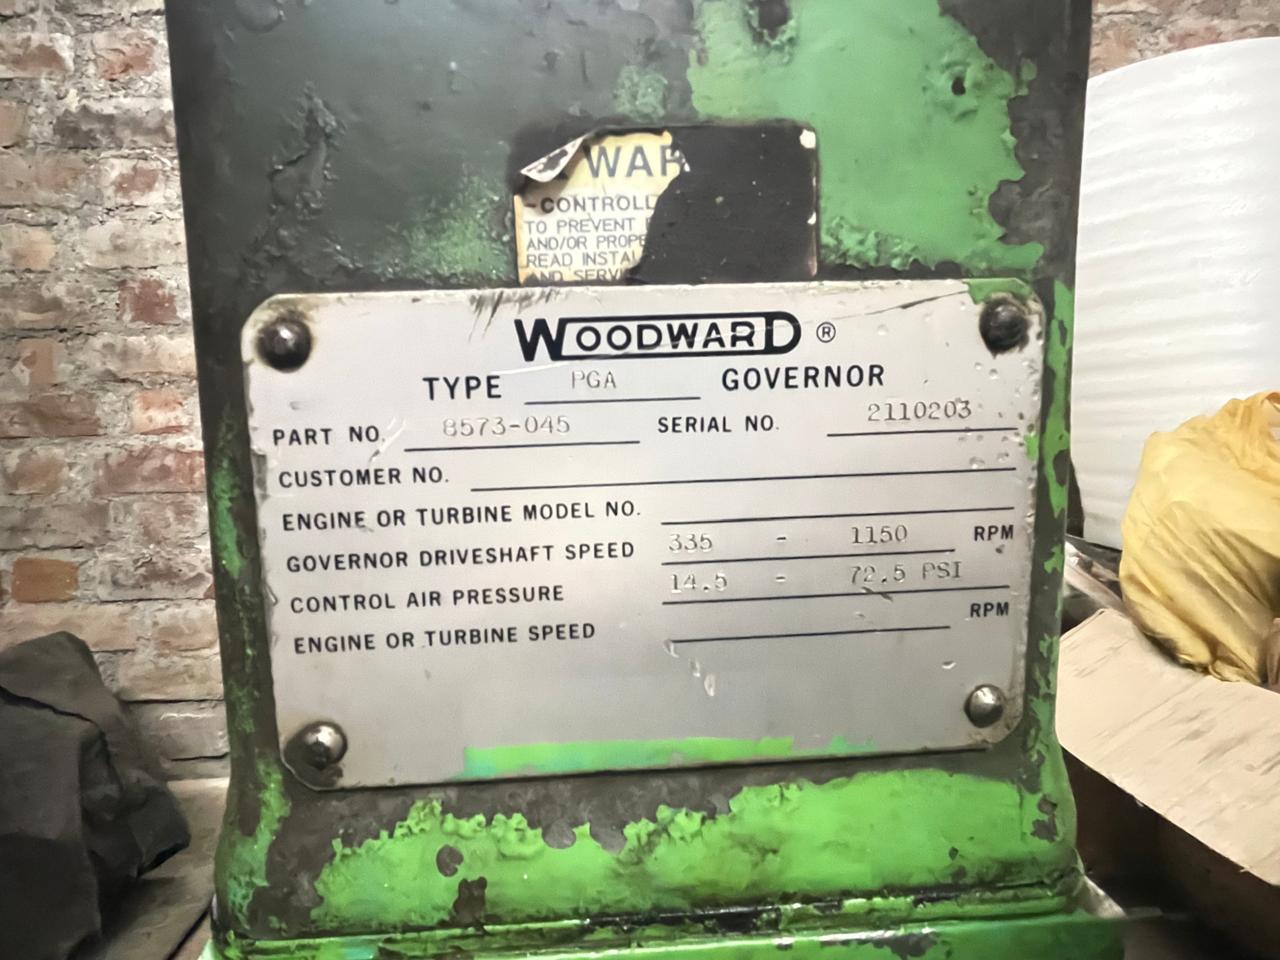 WAR
CONTROLL
TO PREVENT
AND/OR PROPE
READ INSTAL
AND SERVI
WOODWARD ®
TYPE PGA GOVERNOR
PART NO. 8573-045 SERIAL NO. 2110203
CUSTOMER NO.
ENGINE OR TURBINE MODEL NO.
GOVERNOR DRIVESHAFT SPEED 335 - 1150 RPM
CONTROL AIR PRESSURE 14.5 - 72.5 PSI
ENGINE OR TURBINE SPEED RPM